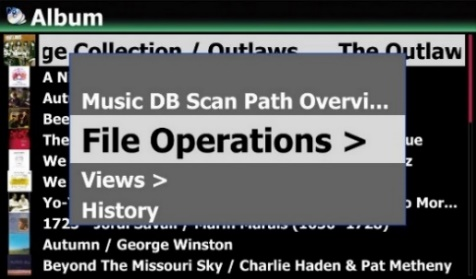 Album
ge Collection / Outlaws The Outlaw
A N
Aut
Music DB Scan Path Overvi...
Bee
The
File Operations >
ue
We
z
We
Views >
Yo-
o Mor...
History
1725 Jordi Savall / Marin Marais (1656 - 1728)
Autumn / George Winston
Beyond The Missouri Sky / Charlie Haden & Pat Metheny